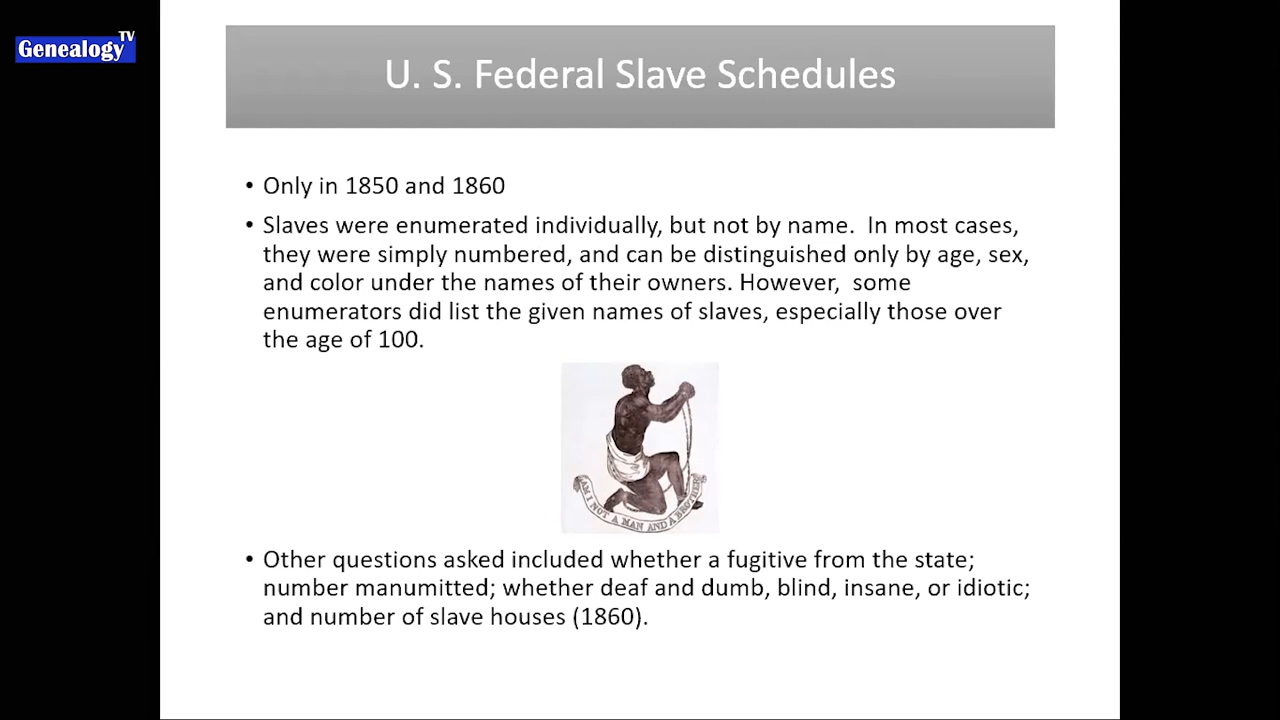 Genealogy TV
U. S. Federal Slave Schedules
• Only in 1850 and 1860
• Slaves were enumerated individually, but not by name.  In most cases,
they were simply numbered, and can be distinguished only by age, sex,
and color under the names of their owners. However,  some
enumerators did list the given names of slaves, especially those over
the age of 100.
AM I NOT A MAN AND A BROTHER
• Other questions asked included whether a fugitive from the state;
number manumitted; whether deaf and dumb, blind, insane, or idiotic;
and number of slave houses (1860).